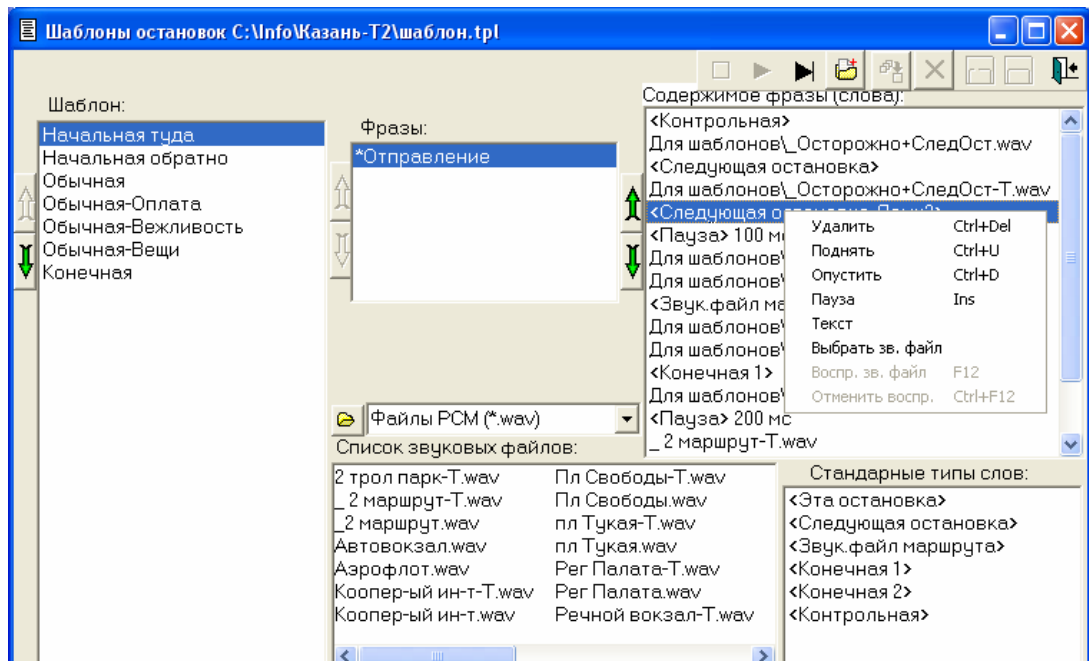 Шаблоны остановок C:\Info\Казань-Т2\шаблон.tpl
Шаблон:
Начальная туда
Начальная обратно
Обычная
Обычная-Оплата
Обычная-Вежливость
Обычная-Вещи
Конечная
Фразы:
*Отправление
Содержимое фразы (слова):
<Контрольная>
Для шаблонов\_Осторожно+СледОст.wav
<Следующая остановка>
Для шаблонов\_Осторожно+СледОст-Т.wav
<Следующая
<Пауза> 100 мс
Для шаблонов\
Для шаблонов\
<Звук.файл
Для шаблонов\
Для шаблонов\
<Конечная 1>
Для шаблонов\
<Пауза> 200 мс
_ 2 маршрут-Т.wav
Удалить Ctrl+Del
Поднять Ctrl+U
Опустить Ctrl+D
Пауза Ins
Текст
Выбрать зв. файл
Воспр. зв. файл F12
Отменить воспр. Ctrl+F12
Файлы PCM (*.wav)
Список звуковых файлов:
2 трол парк-Т.wav Пл Свободы-Т.wav
_ 2 маршрут-Т.wav Пл Свободы.wav
_2 маршрут.wav пл Тукая-Т.wav
Автовокзал.wav пл Тукая.wav
Аэрофлот.wav Рег Палата-Т.wav
Коопер-ый ин-т-Т.wav Рег Палата.wav
Коопер-ый ин-т.wav Речной вокзал-Т.wav
Стандарные типы слов:
<Эта остановка>
<Следующая остановка>
<Звук.файл маршрута>
<Конечная 1>
<Конечная 2>
<Контрольная>